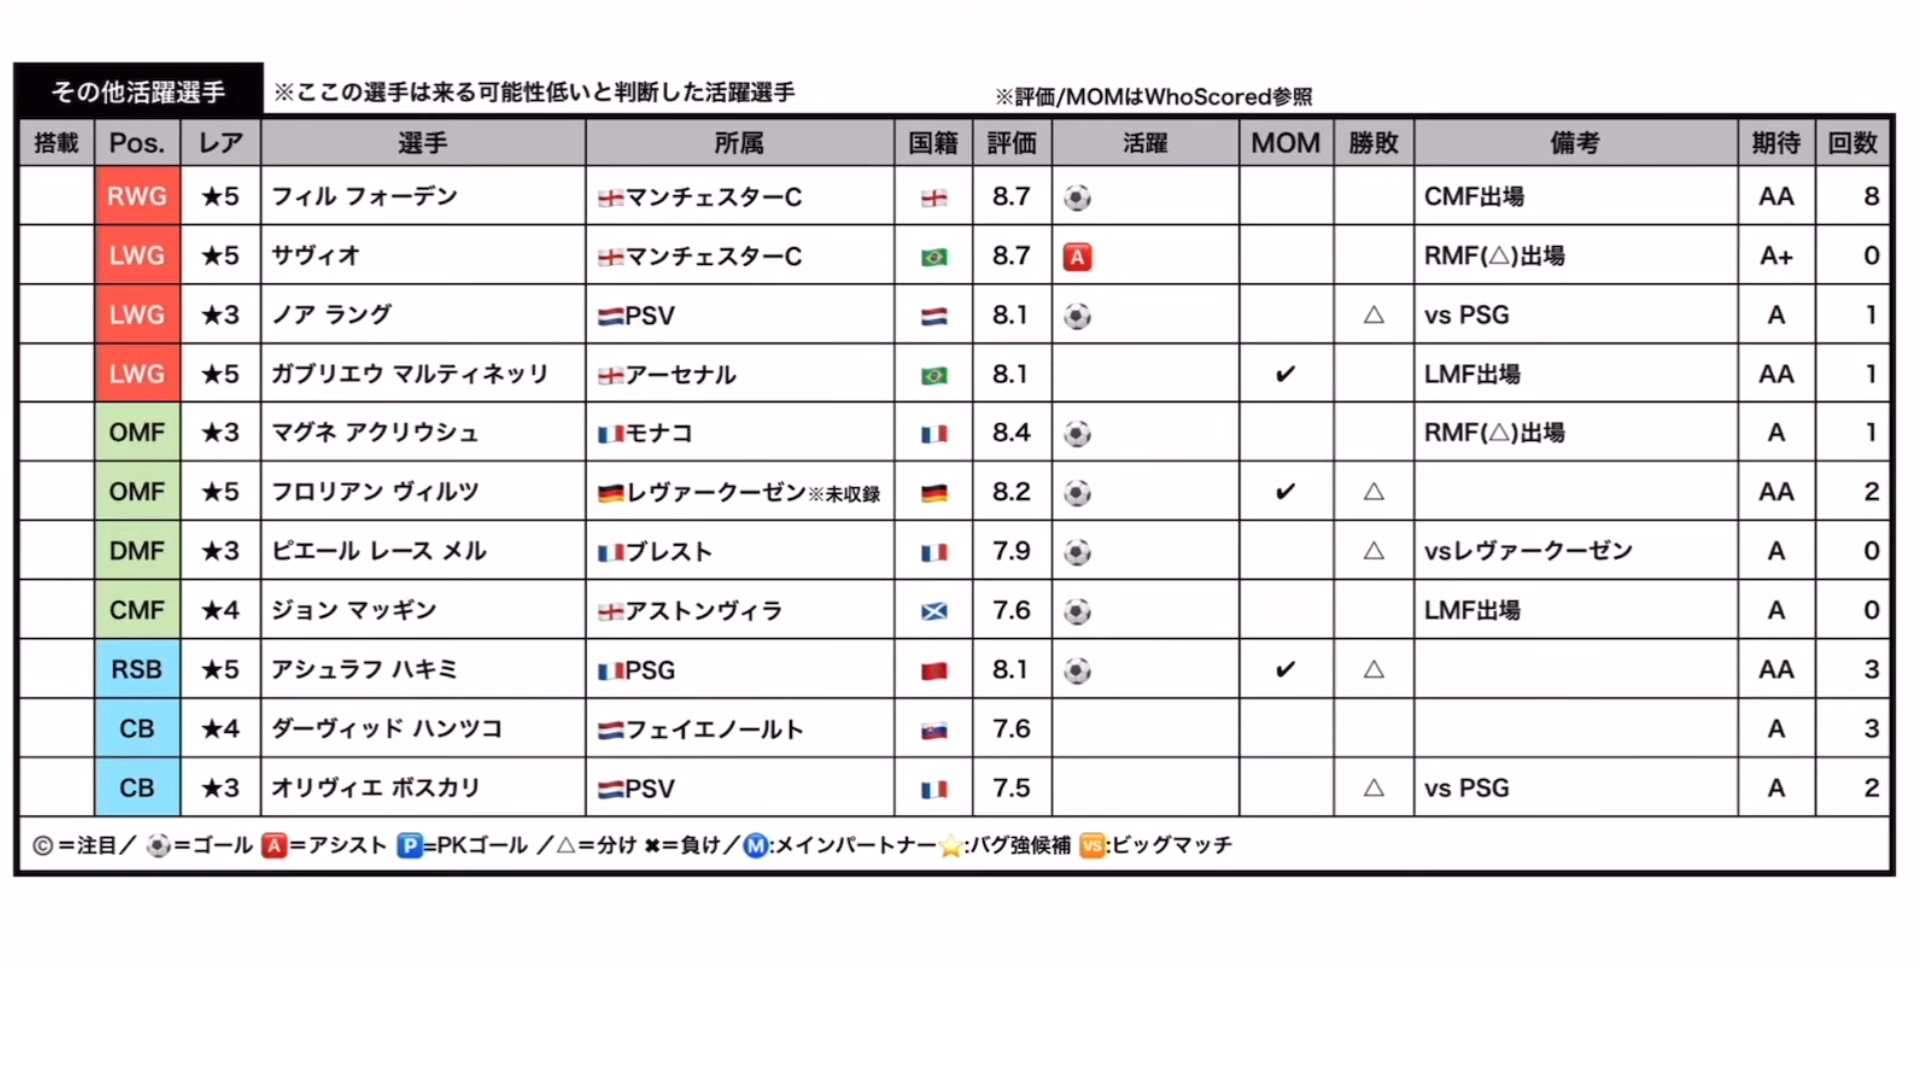 その他活躍選手 ※ここの選手は来る可能性低いと判断した活躍選手 ※評価/MOMはWhoScored参照
搭載 Pos. レア 選手 所属 国籍 評価 活躍 MOM 勝敗 備考 期待 回数
RWG ★5 フィル フォーデン マンチェスターC 8.7 ⚽ CMF出場 AA 8
LWG ★5 サヴィオ マンチェスターC 8.7 🅰 RMF(△)出場 A+ 0
LWG ★3 ノア ラング PSV 8.1 ⚽ △ vs PSG A 1
LWG ★5 ガブリエウ マルティネッリ アーセナル 8.1 ✔ LMF出場 AA 1
OMF ★3 マグネ アクリウシュ モナコ 8.4 ⚽ RMF(△)出場 A 1
OMF ★5 フロリアン ヴィルツ レヴァークーゼン※未収録 8.2 ⚽ ✔ △ AA 2
DMF ★3 ピエール レース メル ブレスト 7.9 ⚽ △ vsレヴァークーゼン A 0
CMF ★4 ジョン マッギン アストンヴィラ 7.6 ⚽ LMF出場 A 0
RSB ★5 アシュラフ ハキミ PSG 8.1 ⚽ ✔ △ AA 3
CB ★4 ダーヴィッド ハンツコ フェイエノールト 7.6 A 3
CB ★3 オリヴィエ ボスカリ PSV 7.5 △ vs PSG A 2
©=注目／ ⚽=ゴール 🅰=アシスト 🅿=PKゴール ／△=分け ✖=負け／Ⓜ:メインパートナー⭐:バグ強候補 🆚:ビッグマッチ